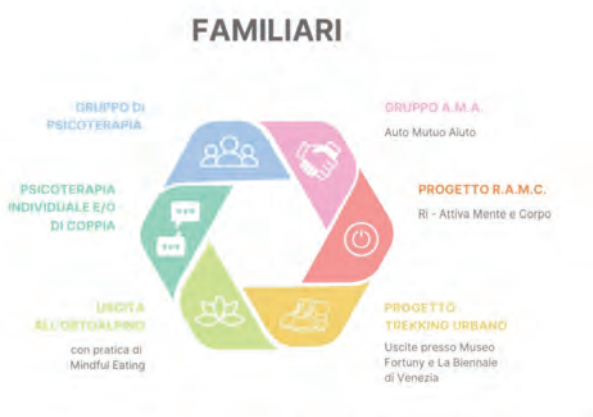 FAMILIARI
GRUPPO DI
PSICOTERAPIA
GRUPPO A.M.A.
Auto Mutuo Aiuto
PSICOTERAPIA
INDIVIDUALE E/O
DI COPPIA
PROGETTO R.A.M.C.
Ri - Attiva Mente e Corpo
USCITA
ALL'ORTOALPINO
con pratica di
Mindful Eating
PROGETTO
TREKKING URBANO
Uscite presso Museo
Fortuny e La Biennale
di Venezia